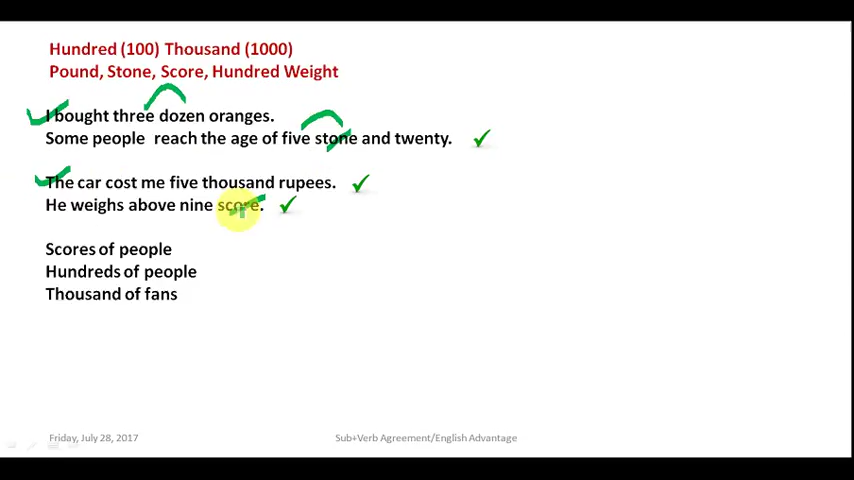 Hundred (100) Thousand (1000)
Pound, Stone, Score, Hundred Weight
I bought three dozen oranges.
Some people reach the age of five stone and twenty.
The car cost me five thousand rupees.
He weighs above nine score.
Scores of people
Hundreds of people
Thousand of fans
Friday, July 28, 2017
Sub+Verb Agreement/English Advantage